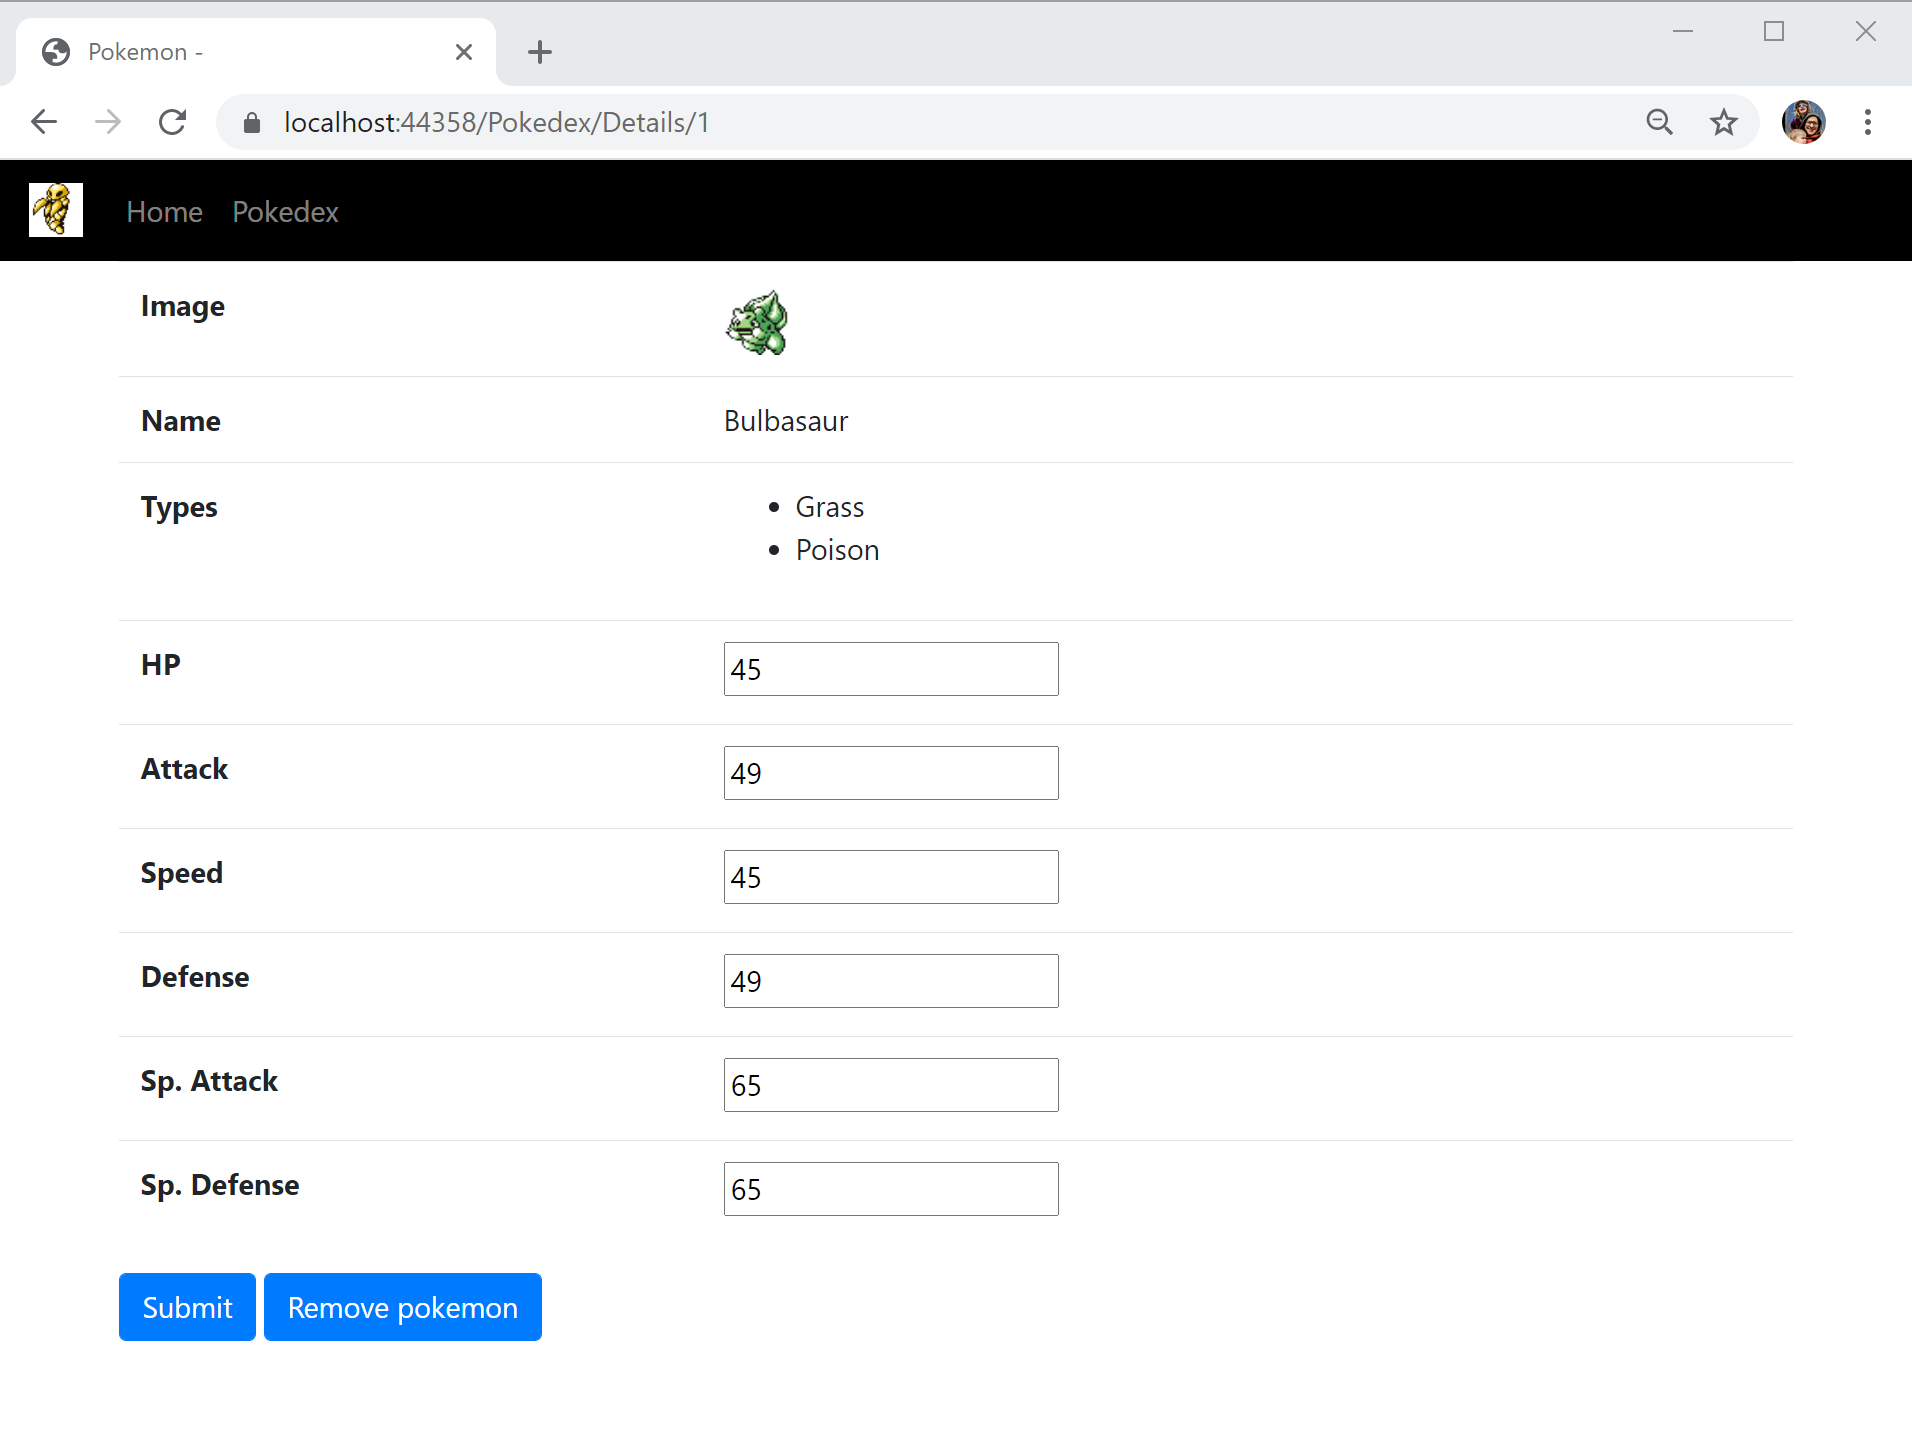 Pokemon -
localhost:44358/Pokedex/Details/1
Home Pokedex
Image
Name Bulbasaur
Types Grass
Poison
HP 45
Attack 49
Speed 45
Defense 49
Sp. Attack 65
Sp. Defense 65
Submit Remove pokemon